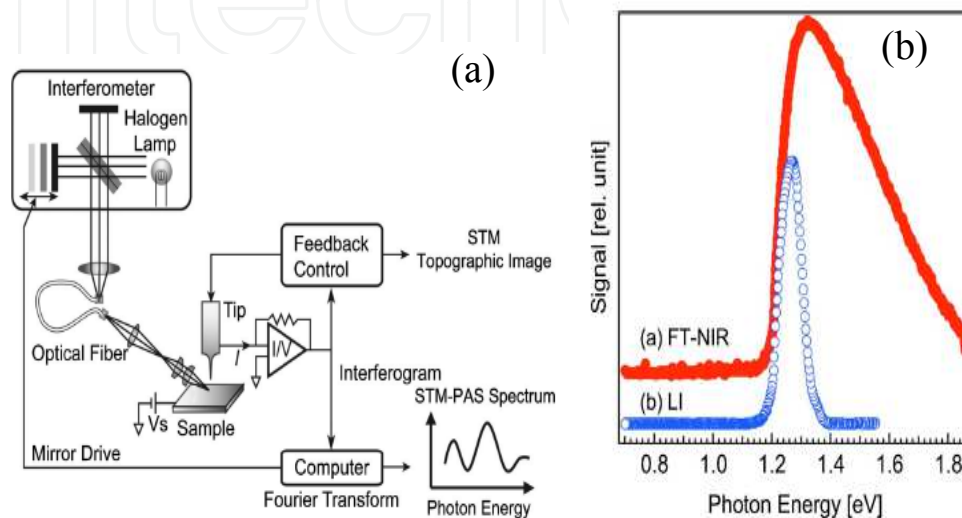 (a)
Interferometer
Halogen
Lamp
Feedback
Control
STM
Topographic Image
Tip
Optical Fiber
I
I/V
Interferogram
Vs
Sample
STM-PAS Spectrum
Mirror Drive
Computer
Fourier Transform
Photon Energy
(b)
Signal [rel. unit]
(a) FT-NIR
(b) LI
0.8 1.0 1.2 1.4 1.6
Photon Energy [eV]